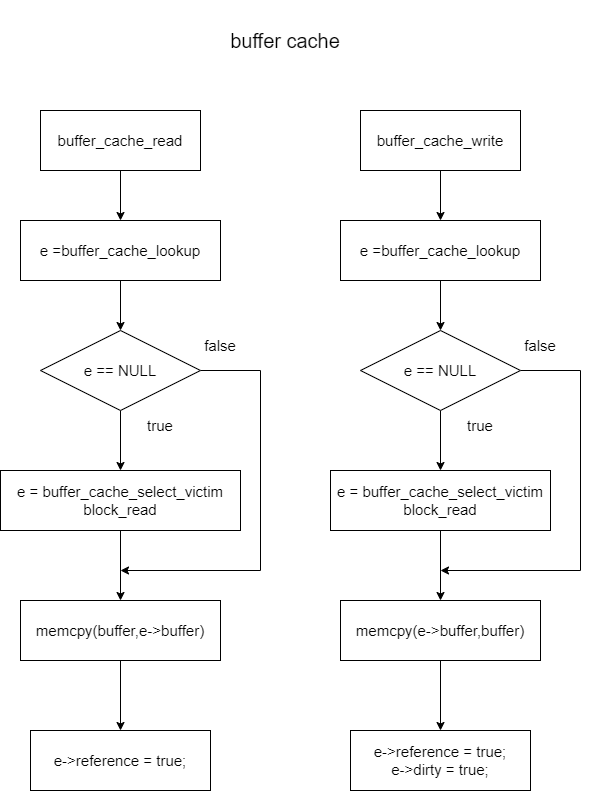 buffer cache
buffer_cache_read
e =buffer_cache_lookup
e == NULL
false
true
e = buffer_cache_select_victim
block_read
memcpy(buffer,e->buffer)
e->reference = true;
buffer_cache_write
e =buffer_cache_lookup
e == NULL
false
true
e = buffer_cache_select_victim
block_read
memcpy(e->buffer,buffer)
e->reference = true;
e->dirty = true;